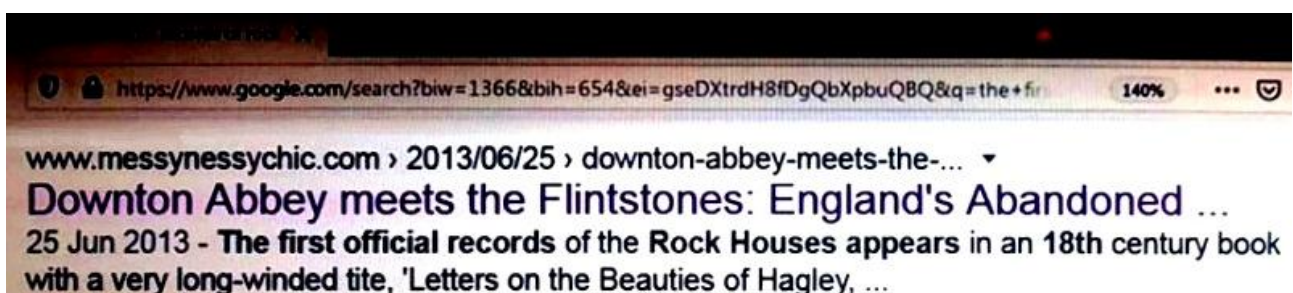 https://www.google.com/search?biw=1366&bih=654&ei=gseDXtrdH8fDgQbXpbuQBQ&q=the+fir 140% ...
www.messynessychic.com › 2013/06/25 › downton-abbey-meets-the-...
Downton Abbey meets the Flintstones: England's Abandoned ...
25 Jun 2013 - The first official records of the Rock Houses appears in an 18th century book
with a very long-winded tite, 'Letters on the Beauties of Hagley, ...